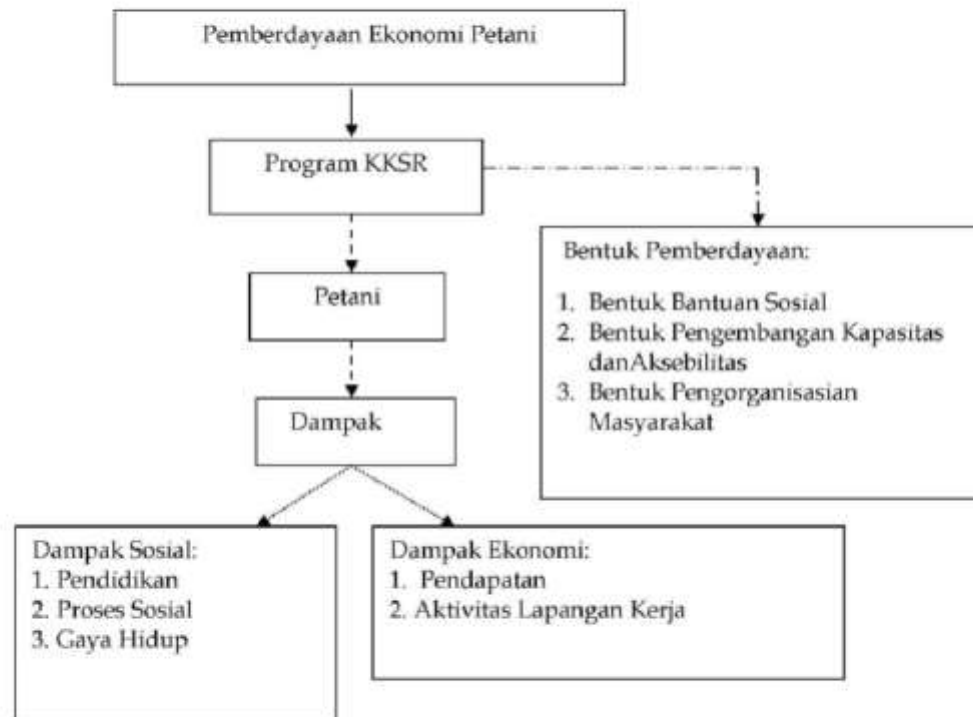 Pemberdayaan Ekonomi Petani
Program KKSR
Petani
Dampak
Bentuk Pemberdayaan:
1. Bentuk Bantuan Sosial
2. Bentuk Pengembangan Kapasitas
danAksebilitas
3. Bentuk Pengorganisasian
Masyarakat
Dampak Sosial:
1. Pendidikan
2. Proses Sosial
3. Gaya Hidup
Dampak Ekonomi:
1. Pendapatan
2. Aktivitas Lapangan Kerja